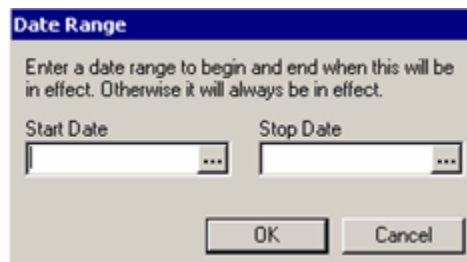 Date Range
Enter a date range to begin and end when this will be
in effect. Otherwise it will always be in effect.
Start Date Stop Date
... ...
OK Cancel